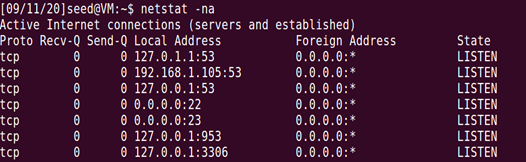 [09/11/20]seed@VM:~$ netstat -na
Active Internet connections (servers and established)
Proto Recv-Q Send-Q Local Address Foreign Address State
tcp 0 0 127.0.1.1:53 0.0.0.0:* LISTEN
tcp 0 0 192.168.1.105:53 0.0.0.0:* LISTEN
tcp 0 0 127.0.0.1:53 0.0.0.0:* LISTEN
tcp 0 0 0.0.0.0:22 0.0.0.0:* LISTEN
tcp 0 0 0.0.0.0:23 0.0.0.0:* LISTEN
tcp 0 0 127.0.0.1:953 0.0.0.0:* LISTEN
tcp 0 0 127.0.0.1:3306 0.0.0.0:* LISTEN